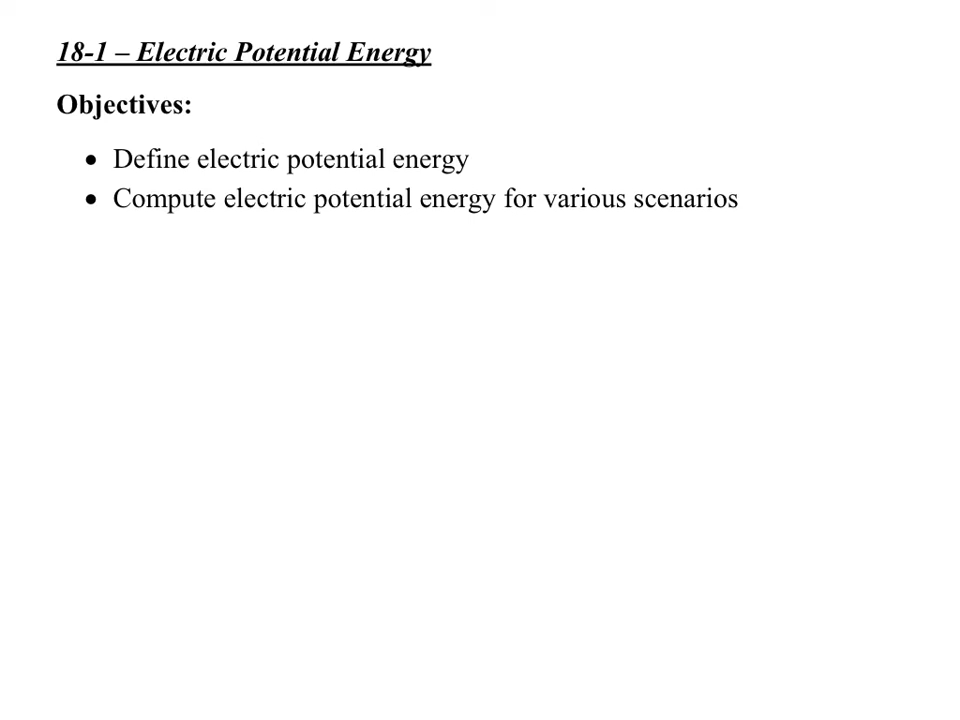 18-1 – Electric Potential Energy
Objectives:
• Define electric potential energy
• Compute electric potential energy for various scenarios